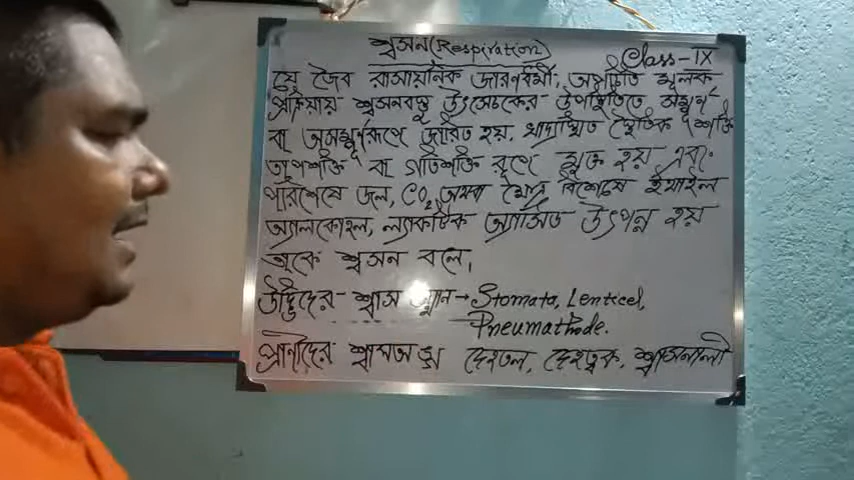 শ্বসন (Respiration)
Class-IX
যে জৈব রাসায়নিক জারণধর্মী, অপচিতি মূলক
প্রক্রিয়ায় শ্বসনবস্তু উৎসেচকের উপস্থিতিতে সম্পূর্ণ
বা অসম্পূর্ণরূপে জারিত হয়, খাদ্যস্থিত স্থৈতিক শক্তি
তাপশক্তি বা গতিশক্তি রূপে মুক্ত হয় এবং
পরিশেষে জল, CO₂ অথবা ক্ষেত্র বিশেষে ইথাইল
অ্যালকোহল, ল্যাকটিক অ্যাসিড উৎপন্ন হয়
তাকে শ্বসন বলে।
উদ্ভিদের- শ্বাস → Stomata, Lenticel,
Pneumathode.
প্রাণীদের শ্বাসঅঙ্গ দেহতল, দেহত্বক, শ্বাসনালী